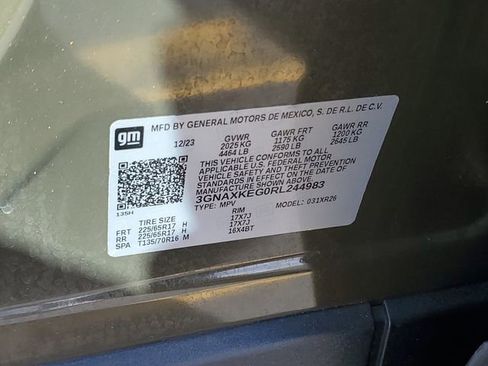 gm
MFD BY GENERAL MOTORS DE MEXICO, S. DE R.L. DE C.V.
12/23 GVWR GAWR FRT GAWR RR
2025 KG 1175 KG 1200 KG
4464 LB 2590 LB 2645 LB
THIS VEHICLE CONFORMS TO ALL
APPLICABLE U.S. FEDERAL MOTOR
VEHICLE SAFETY AND THEFT PREVENTION
STANDARDS IN EFFECT ON THE DATE OF
MANUFACTURE SHOWN ABOVE.
3GNAXKEG0RL244983
135H
TYPE: MPV MODEL: 031XR26
TIRE SIZE RIM
FRT 225/65R17 H 17X7J
RR 225/65R17 H 17X7J
SPA T135/70R16 M 16X4BT